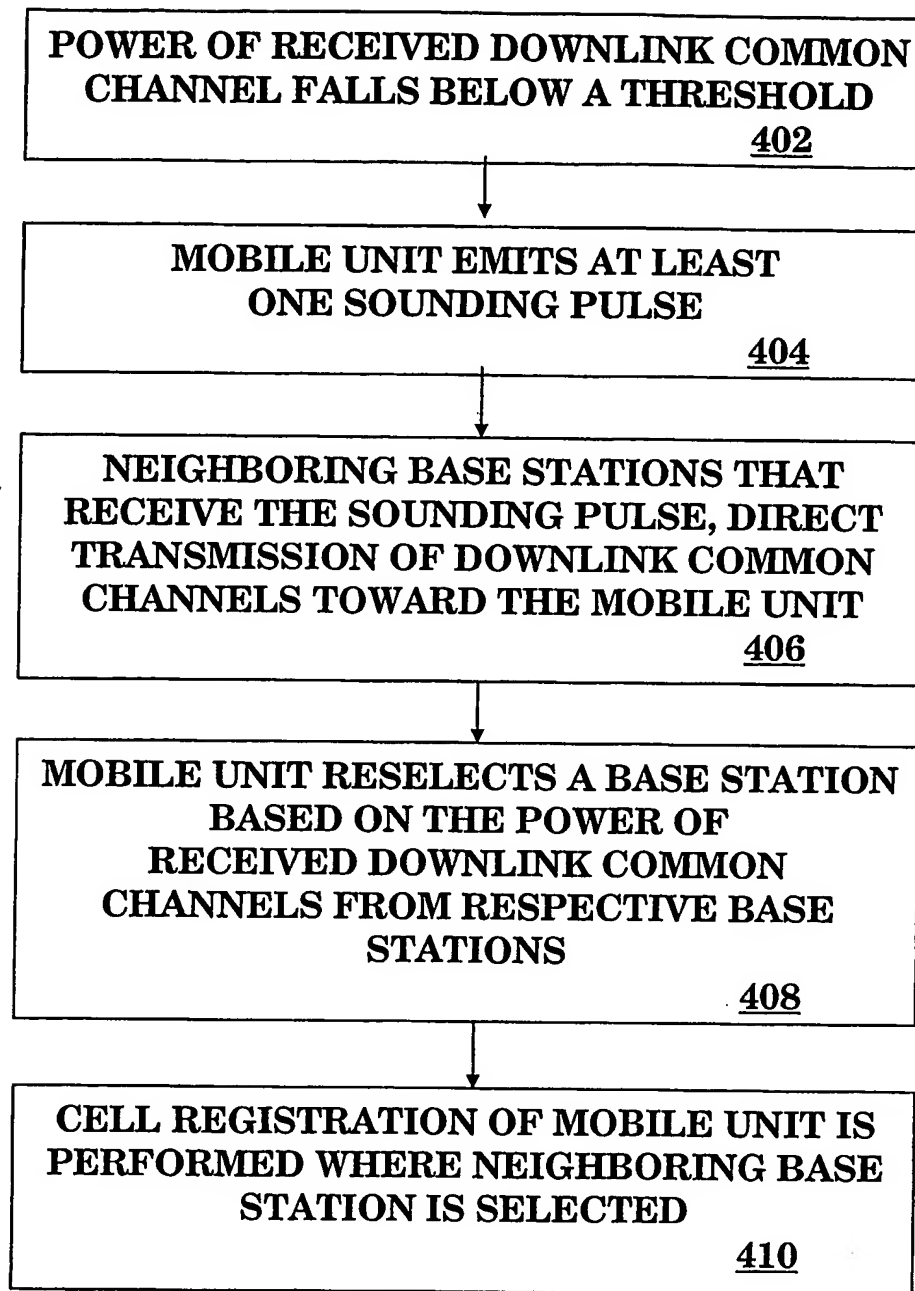 POWER OF RECEIVED DOWNLINK COMMON
CHANNEL FALLS BELOW A THRESHOLD
402
MOBILE UNIT EMITS AT LEAST
ONE SOUNDING PULSE
404
NEIGHBORING BASE STATIONS THAT
RECEIVE THE SOUNDING PULSE, DIRECT
TRANSMISSION OF DOWNLINK COMMON
CHANNELS TOWARD THE MOBILE UNIT
406
MOBILE UNIT RESELECTS A BASE STATION
BASED ON THE POWER OF
RECEIVED DOWNLINK COMMON
CHANNELS FROM RESPECTIVE BASE
STATIONS
408
CELL REGISTRATION OF MOBILE UNIT IS
PERFORMED WHERE NEIGHBORING BASE
STATION IS SELECTED
410